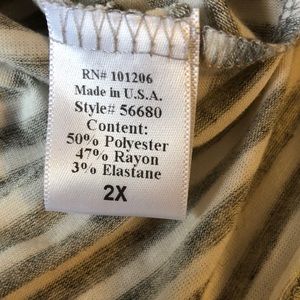 RN# 101206
Made in U.S.A.
Style# 56680
Content:
50% Polyester
47% Rayon
3% Elastane
2X